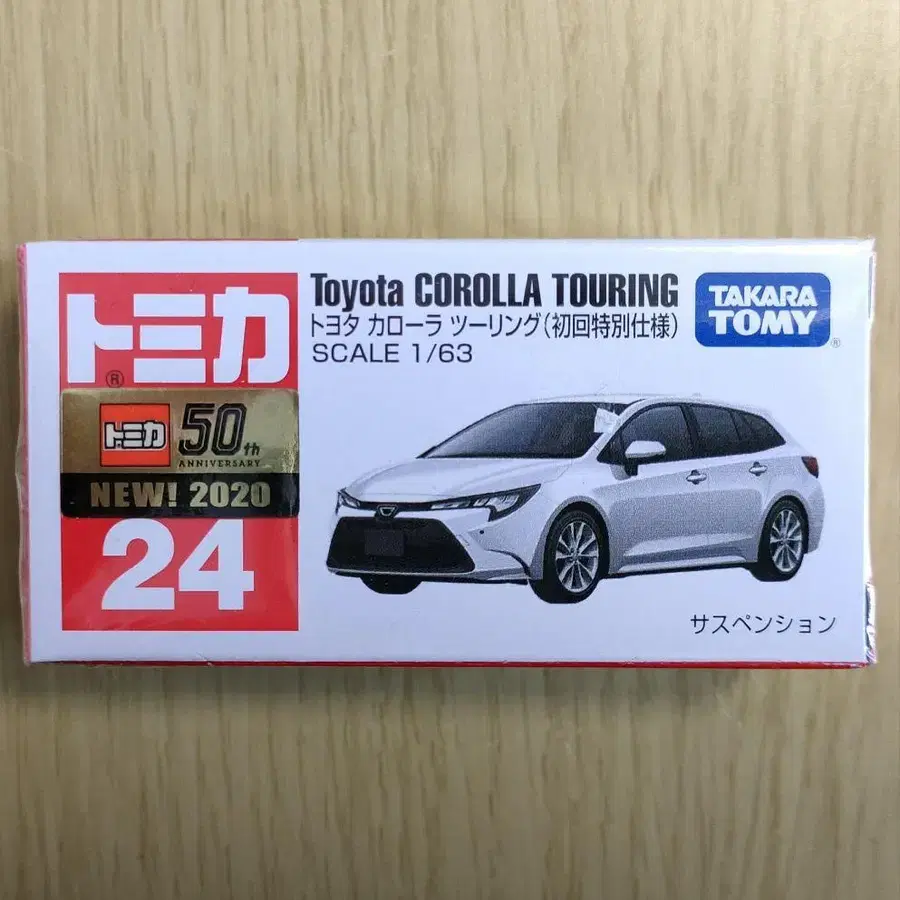 トミカ
®
トミカ
50th
ANNIVERSARY
NEW! 2020
24
Toyota COROLLA TOURING
トヨタ カローラ ツーリング(初回特別仕様)
SCALE 1/63
TAKARA
TOMY
®
サスペンション